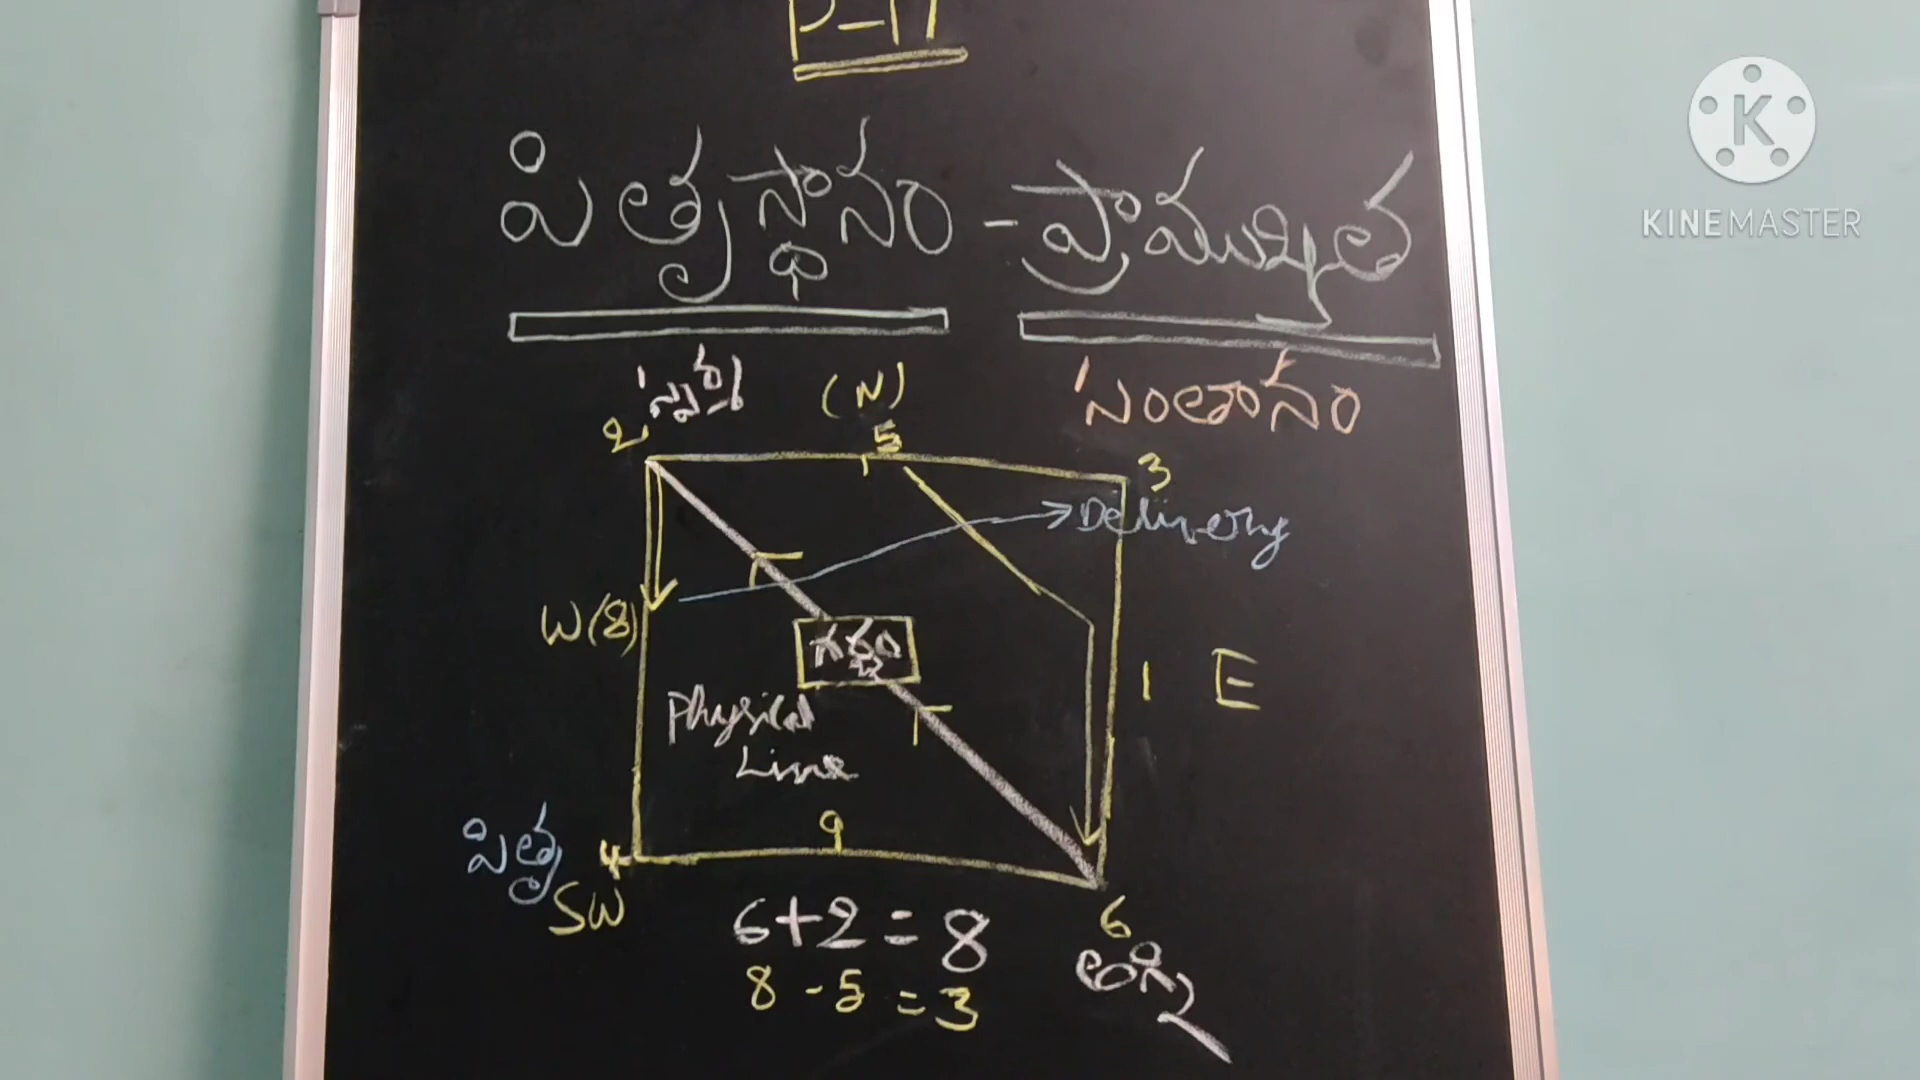 P-17
పితృస్థానం - ప్రాముఖ్యత
K
KINEMASTER
(N)
సంతానం
2
5
3
Delivery
W(8)
గర్భం
1 E
Physical
Line
పితృ
4
9
SW
6
6+2=8
అగ్ని
8-5=3